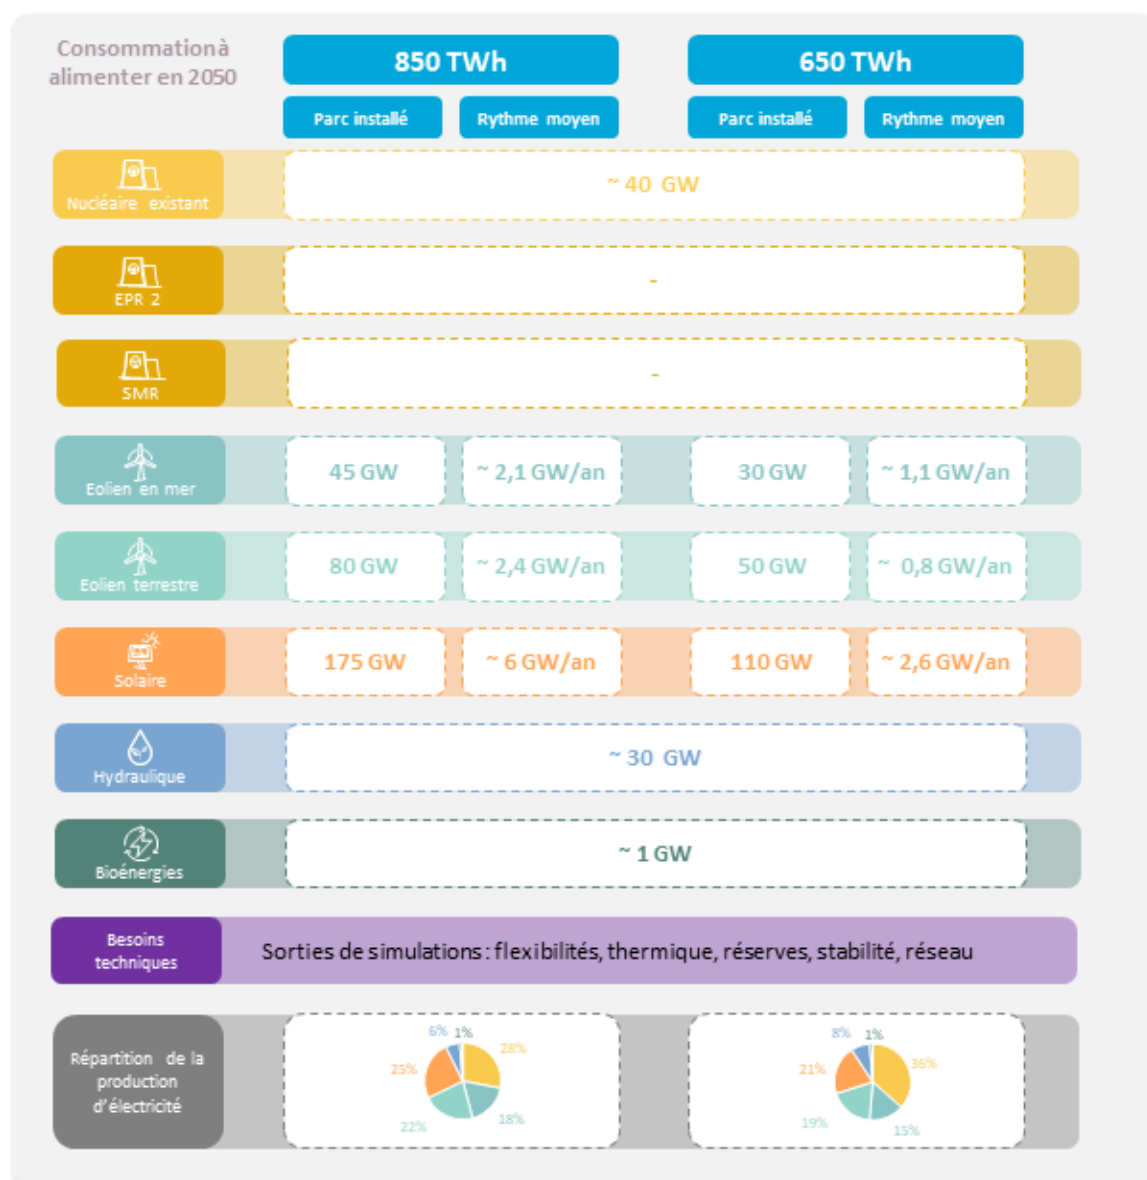 Consommation à
alimenter en 2050
850 TWh
650 TWh
Parc installé
Rythme moyen
Parc installé
Rythme moyen
Nucléaire existant
~ 40 GW
EPR 2
-
SMR
-
Eolien en mer
45 GW
~ 2,1 GW/an
30 GW
~ 1,1 GW/an
Eolien terrestre
80 GW
~ 2,4 GW/an
50 GW
~ 0,8 GW/an
Solaire
175 GW
~ 6 GW/an
110 GW
~ 2,6 GW/an
Hydraulique
~ 30 GW
Bioénergies
~ 1 GW
Besoins
techniques
Sorties de simulations : flexibilités, thermique, réserves, stabilité, réseau
Répartition de la
production
d'électricité
6% 1%
28%
25%
18%
22%
8% 1%
36%
21%
19%
15%